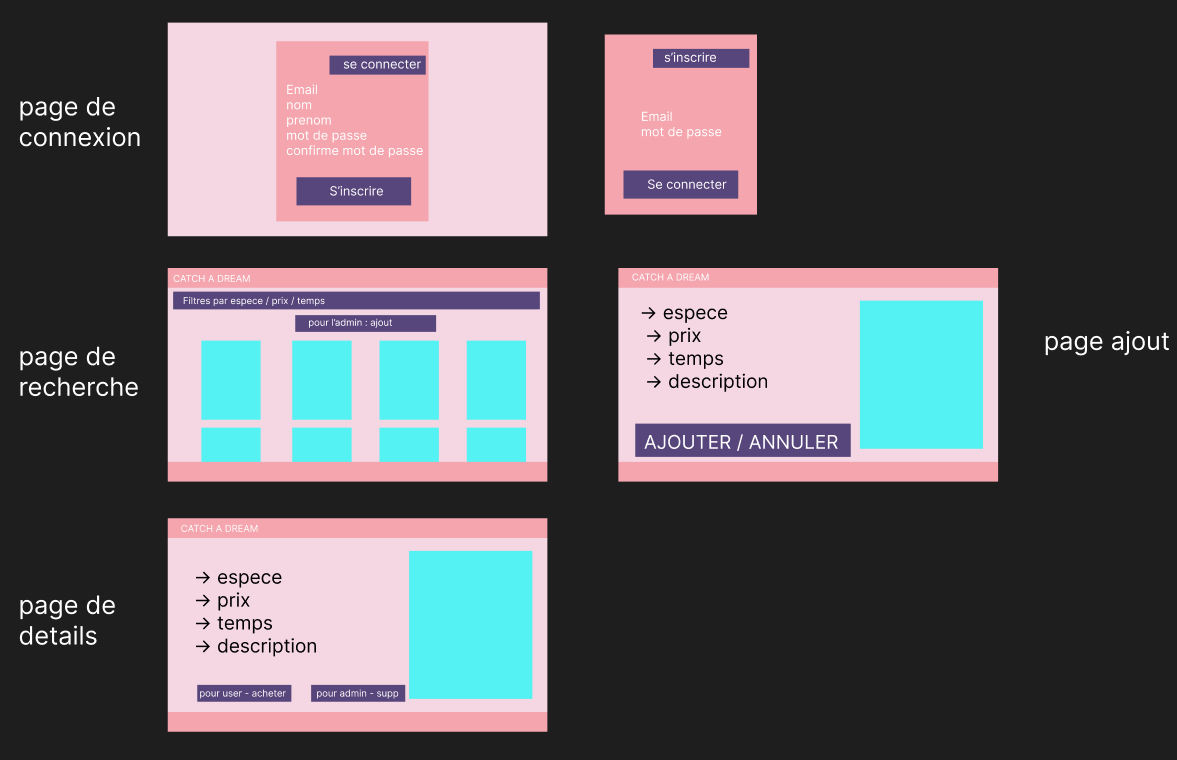 page de
connexion
se connecter
Email
nom
prenom
mot de passe
confirme mot de passe
S'inscrire
s'inscrire
Email
mot de passe
Se connecter
page de
recherche
CATCH A DREAM
Filtres par espece / prix / temps
pour l'admin : ajout
CATCH A DREAM
→ espece
→ prix
→ temps
→ description
AJOUTER / ANNULER
page ajout
page de
details
CATCH A DREAM
→ espece
→ prix
→ temps
→ description
pour user - acheter
pour admin - supp